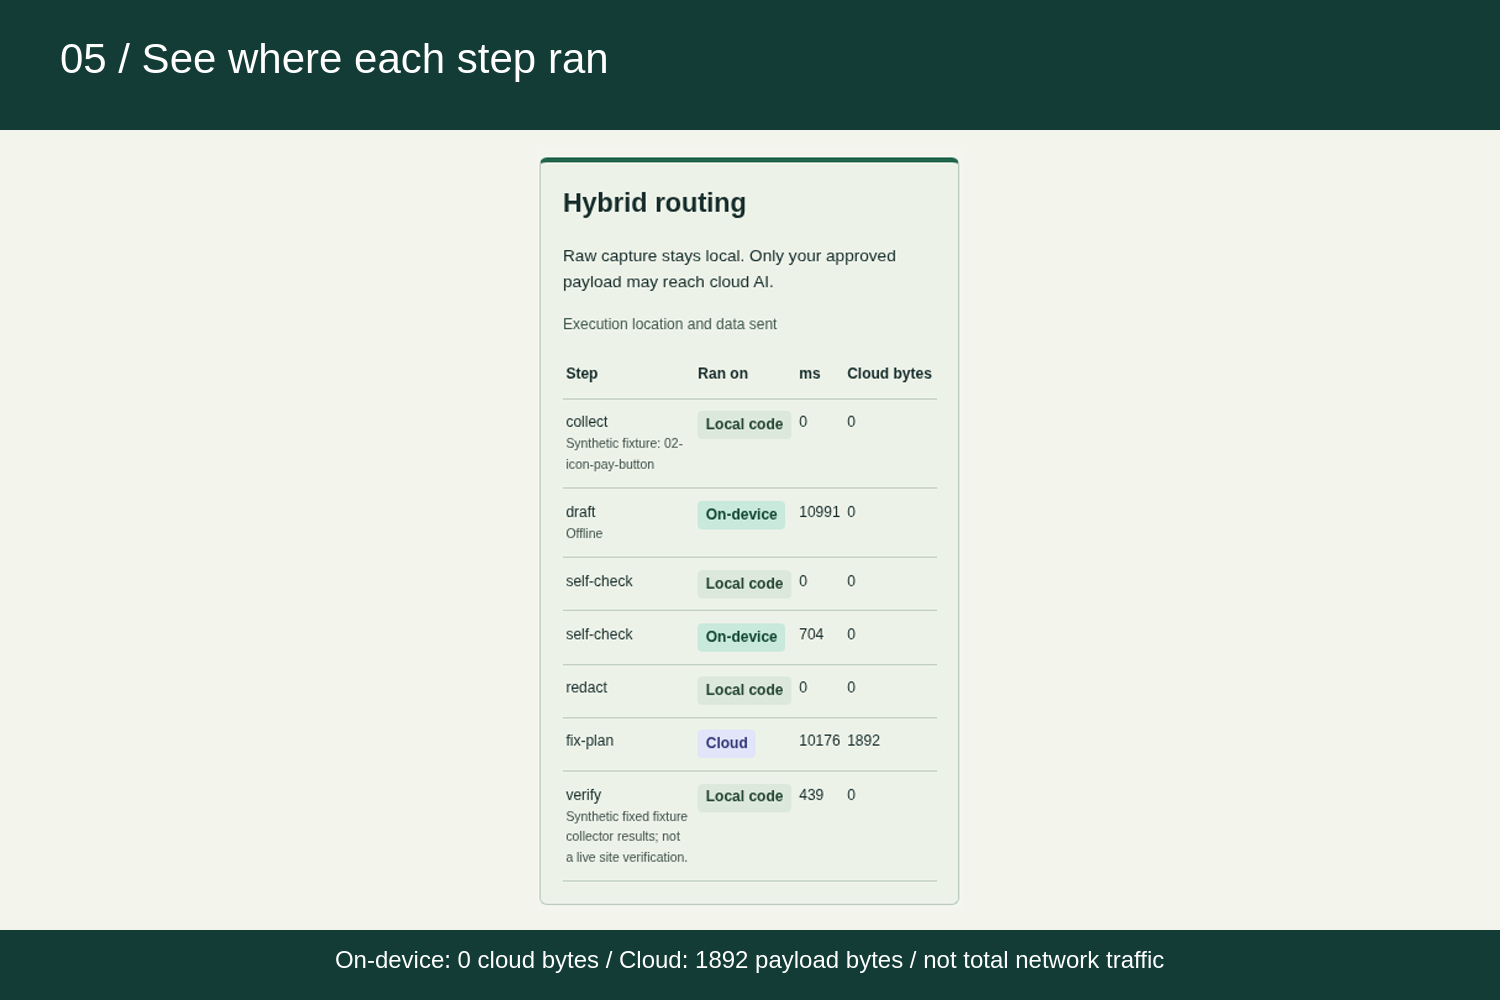 05 / See where each step ran
Hybrid routing
Raw capture stays local. Only your approved
payload may reach cloud AI.
Execution location and data sent
Step Ran on ms Cloud bytes
collect Local code 0 0
Synthetic fixture: 02-
icon-pay-button
draft On-device 10991 0
Offline
self-check Local code 0 0
self-check On-device 704 0
redact Local code 0 0
fix-plan Cloud 10176 1892
verify Local code 439 0
Synthetic fixed fixture
collector results; not
a live site verification.
On-device: 0 cloud bytes / Cloud: 1892 payload bytes / not total network traffic